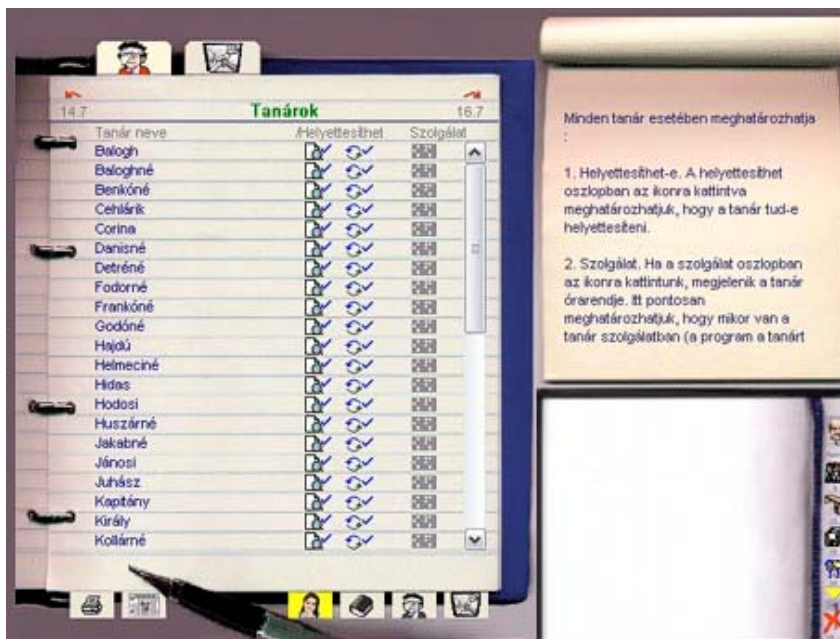 14.7
Tanárok
16.7
Tanár neve
/Helyettesíthet
Szolgálat
Balogh
Baloghné
Benkóné
Cehlárik
Corina
Danisné
Detréné
Fodorné
Frankóné
Godóné
Hajdú
Helmeciné
Hidas
Hodosi
Huszárné
Jakabné
Jánosi
Juhász
Kapitány
Király
Kollárné
Minden tanár esetében meghatározhatja
:
1. Helyettesíthet-e. A helyettesíthet
oszlopban az ikonra kattintva
meghatározhatjuk, hogy a tanár tud-e
helyettesíteni.
2. Szolgálat. Ha a szolgálat oszlopban
az ikonra kattintunk, megjelenik a tanár
órarendje. Itt pontosan
meghatározhatjuk, hogy mikor van a
tanár szolgálatban (a program a tanárt